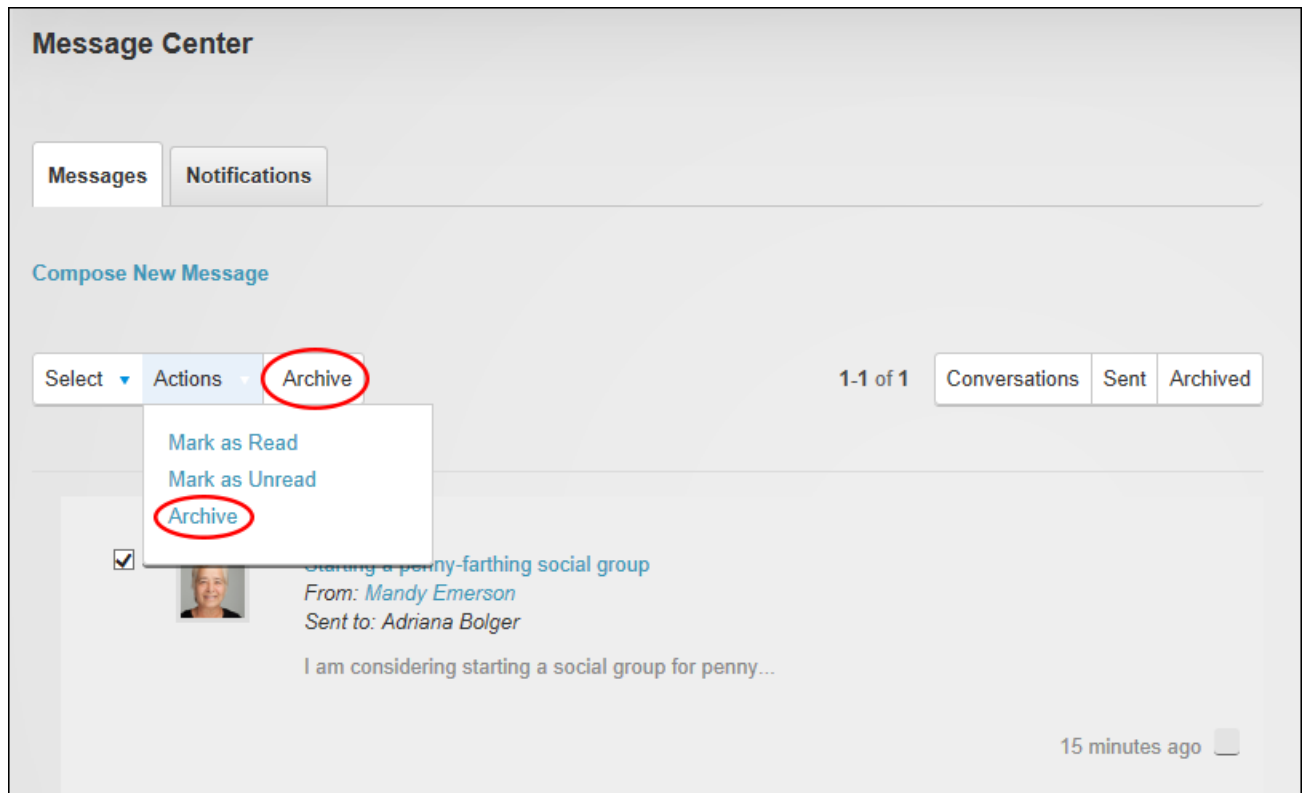 Message Center
Messages Notifications
Compose New Message
Select Actions Archive 1-1 of 1 Conversations Sent Archived
Mark as Read
Mark as Unread
Archive
Starting a penny-farthing social group
From: Mandy Emerson
Sent to: Adriana Bolger
I am considering starting a social group for penny...
15 minutes ago